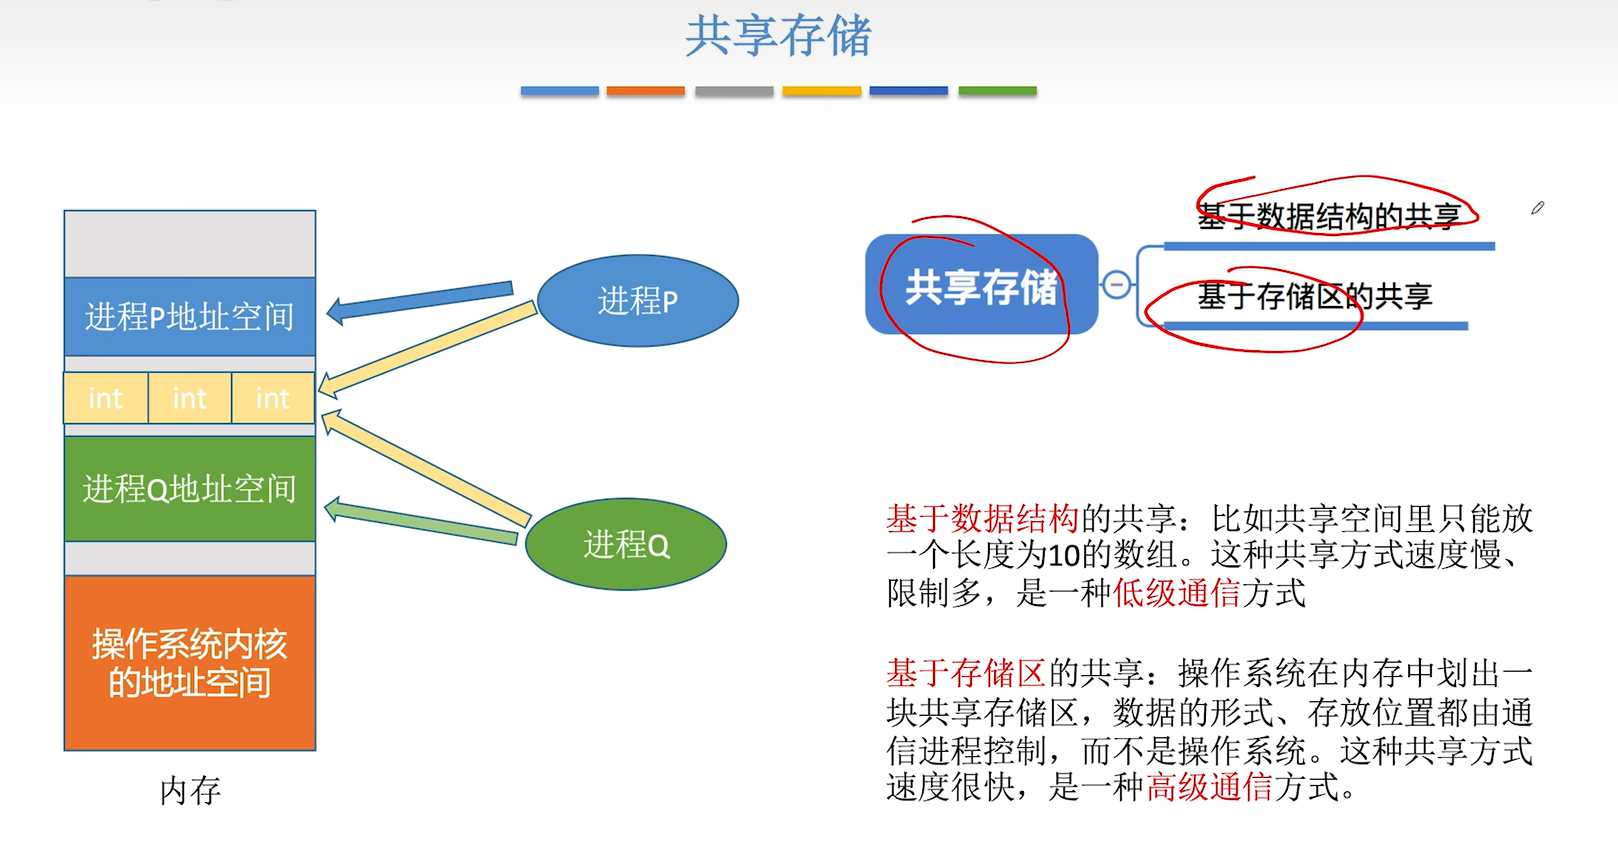 共享存储
进程P地址空间
int int int
进程Q地址空间
操作系统内核
的地址空间
内存
进程P
进程Q
共享存储
基于数据结构的共享
基于存储区的共享
基于数据结构的共享：比如共享空间里只能放
一个长度为10的数组。这种共享方式速度慢、
限制多，是一种低级通信方式
基于存储区的共享：操作系统在内存中划出一
块共享存储区，数据的形式、存放位置都由通
信进程控制，而不是操作系统。这种共享方式
速度很快，是一种高级通信方式。